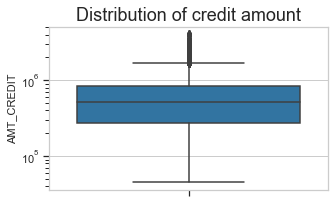 Distribution of credit amount
AMT_CREDIT
10⁶
10⁵